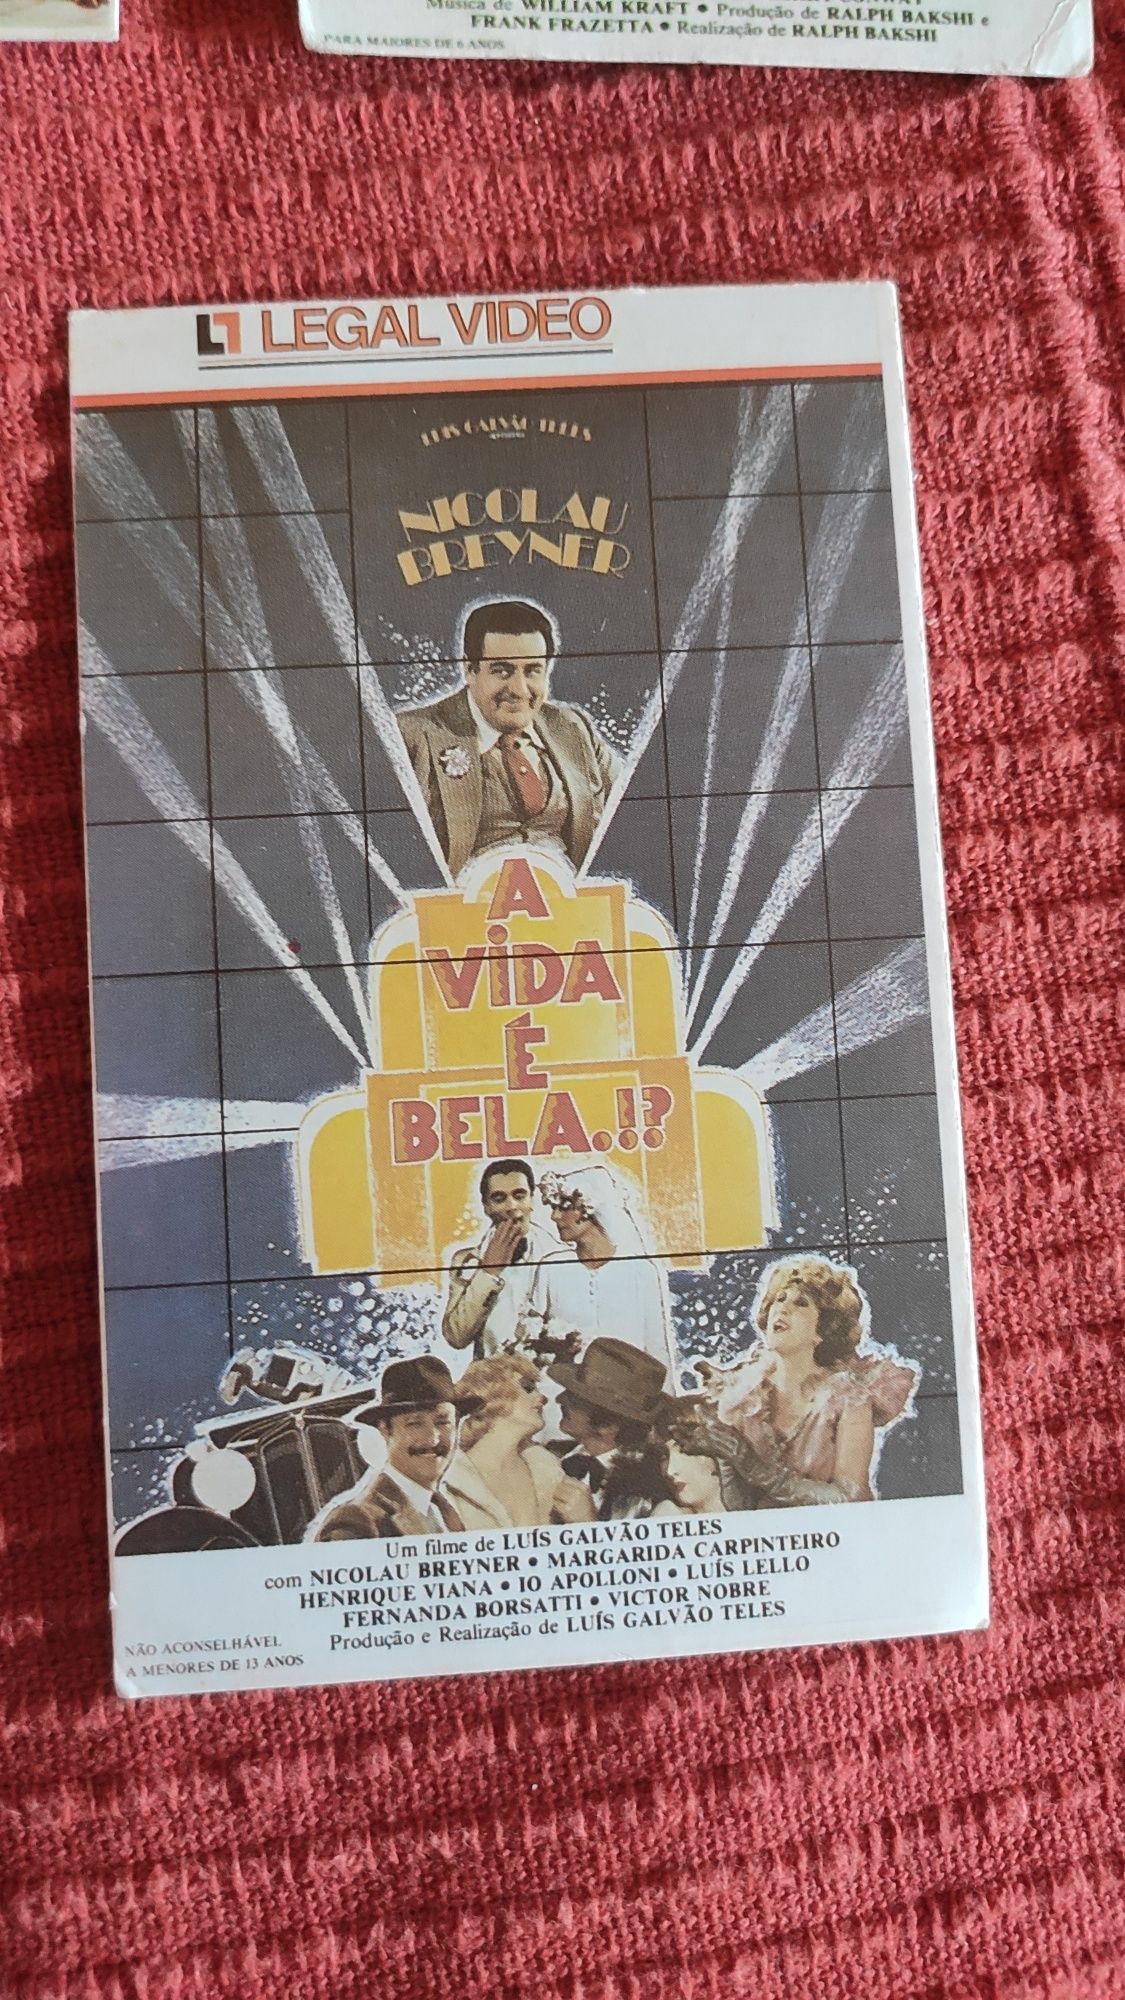 Música de WILLIAM KRAFT • Produção de RALPH BAKSHI e
FRANK FRAZETTA • Realização de RALPH BAKSHI
PARA MAIORES DE 6 ANOS
LEGAL VIDEO
LUIS GALVÃO TELES
NICOLAU
BREYNER
A
VIDA
É
BELA.!?
Um filme de LUÍS GALVÃO TELES
com NICOLAU BREYNER • MARGARIDA CARPINTEIRO
HENRIQUE VIANA • IO APOLLONI • LUÍS LELLO
FERNANDA BORSATTI • VICTOR NOBRE
Produção e Realização de LUÍS GALVÃO TELES
NÃO ACONSELHÁVEL
A MENORES DE 13 ANOS